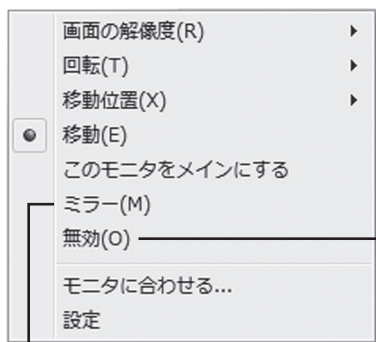 画面の解像度(R)
回転(T)
移動位置(X)
移動(E)
このモニタをメインにする
ミラー(M)
無効(O)
モニタに合わせる...
設定